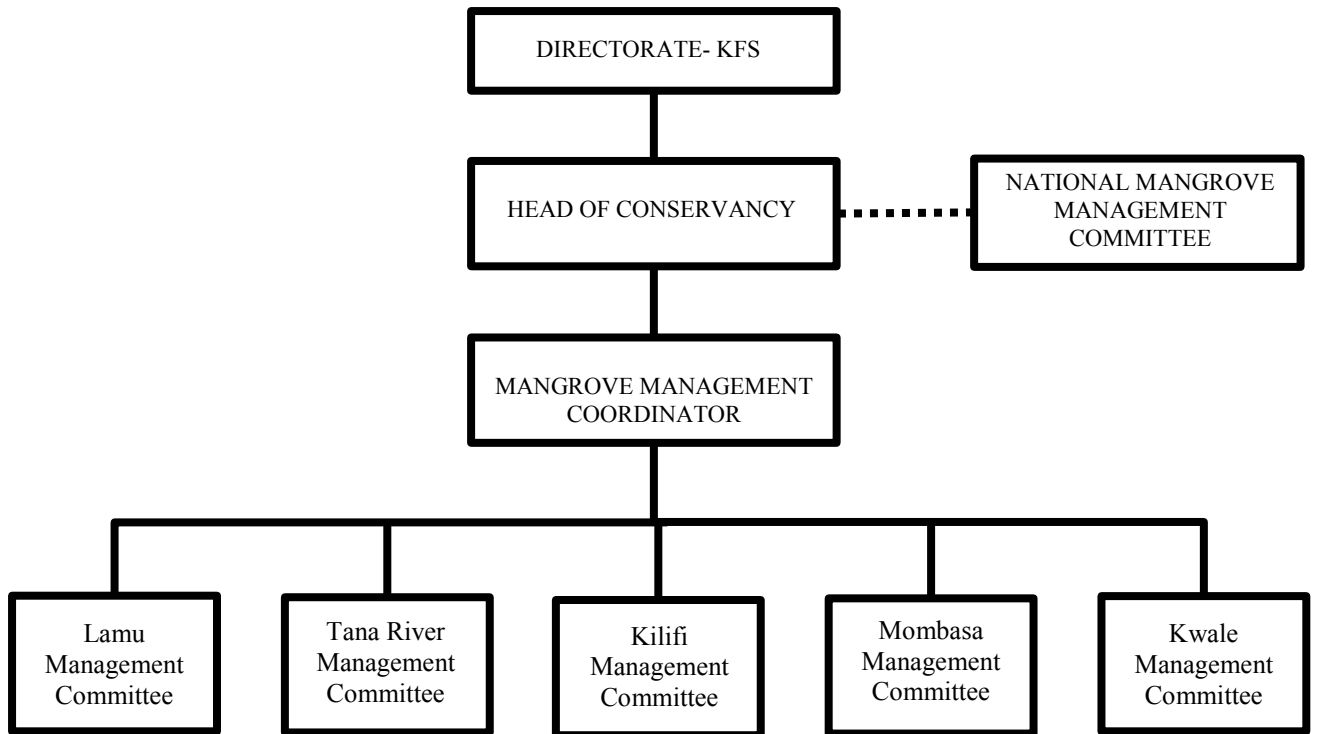 DIRECTORATE- KFS
HEAD OF CONSERVANCY
NATIONAL MANGROVE
MANAGEMENT
COMMITTEE
MANGROVE MANAGEMENT
COORDINATOR
Lamu
Management
Committee
Tana River
Management
Committee
Kilifi
Management
Committee
Mombasa
Management
Committee
Kwale
Management
Committee